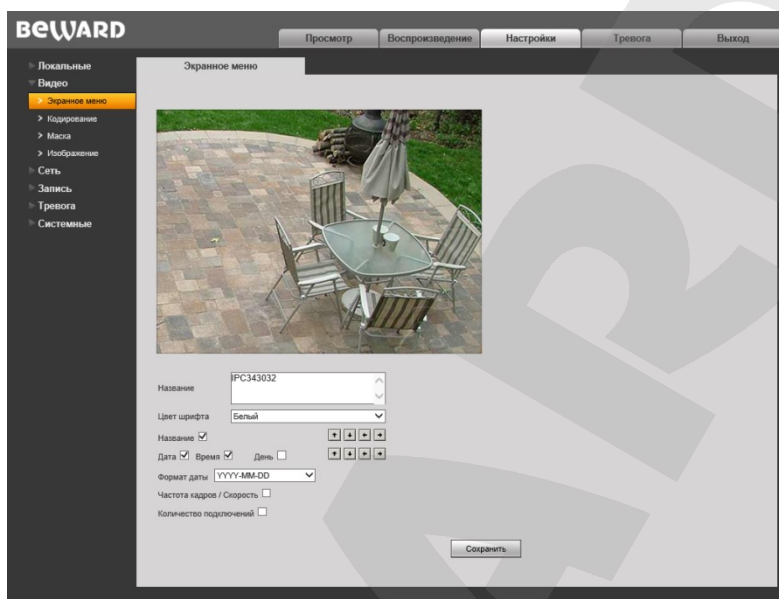 BEWARD
Просмотр Воспроизведение Настройки Тревога Выход
Локальные
Видео
Экранное меню
Кодирование
Маска
Изображение
Сеть
Запись
Тревога
Системные
Экранное меню
Название IPC343032
Цвет шрифта Белый
Название
Дата Время День
Формат даты YYYY-MM-DD
Частота кадров / Скорость
Количество подключений
Сохранить